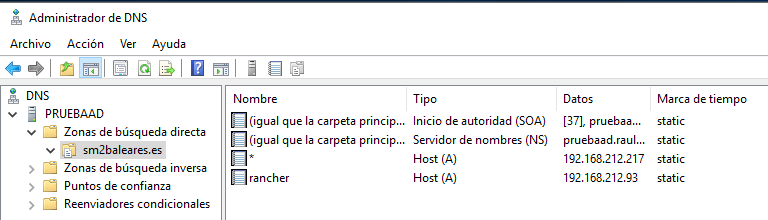 Administrador de DNS
Archivo Acción Ver Ayuda
DNS
PRUEBAAD
Zonas de búsqueda directa
sm2baleares.es
Zonas de búsqueda inversa
Puntos de confianza
Reenviadores condicionales
Nombre Tipo Datos Marca de tiempo
(igual que la carpeta princip... Inicio de autoridad (SOA) [37], pruebaa... static
(igual que la carpeta princip... Servidor de nombres (NS) pruebaad.raul... static
* Host (A) 192.168.212.217 static
rancher Host (A) 192.168.212.93 static